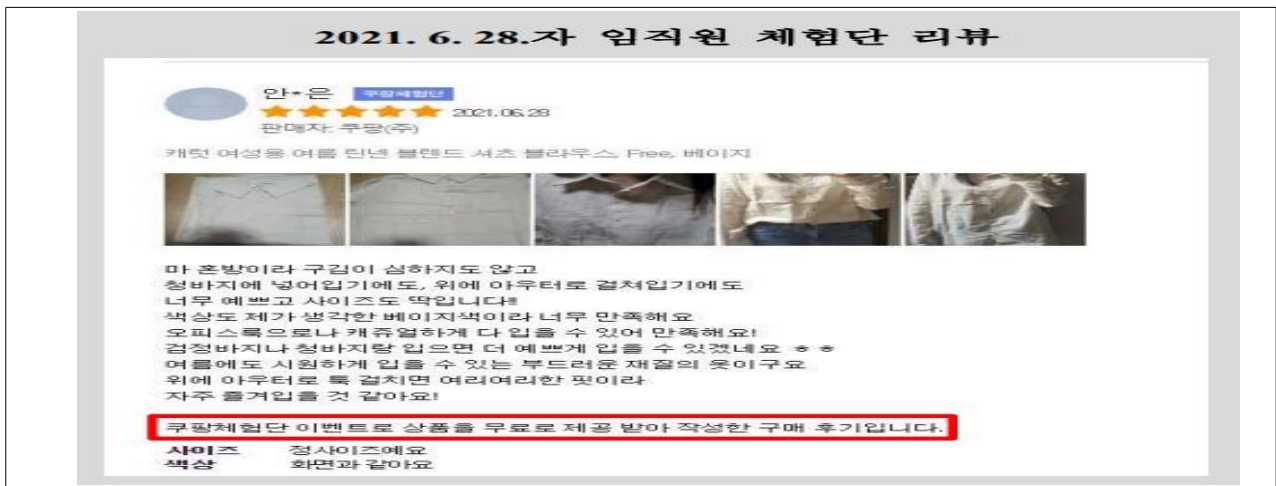 2021. 6. 28.자 임직원 체험단 리뷰
안*은 쿠팡체험단
2021.06.28
판매자: 쿠팡(주)
캐럿 여성용 여름 린넨 블렌드 셔츠 블라우스, Free, 베이지
마 혼방이라 구김이 심하지도 않고
청바지에 넣어입기에도, 위에 아우터로 걸쳐입기에도
너무 예쁘고 사이즈도 딱입니다!!
색상도 제가 생각한 베이지색이라 너무 만족해요
오피스룩으로나 캐쥬얼하게 다 입을 수 있어 만족해요!
검정바지나 청바지랑 입으면 더 예쁘게 입을 수 있겠네요 ㅎㅎ
여름에도 시원하게 입을 수 있는 부드러운 재질의 옷이구요
위에 아우터로 툭 걸치면 여리여리한 핏이라
자주 즐겨입을 것 같아요!
쿠팡체험단 이벤트로 상품을 무료로 제공 받아 작성한 구매 후기입니다.
사이즈 정사이즈예요
색상 화면과 같아요